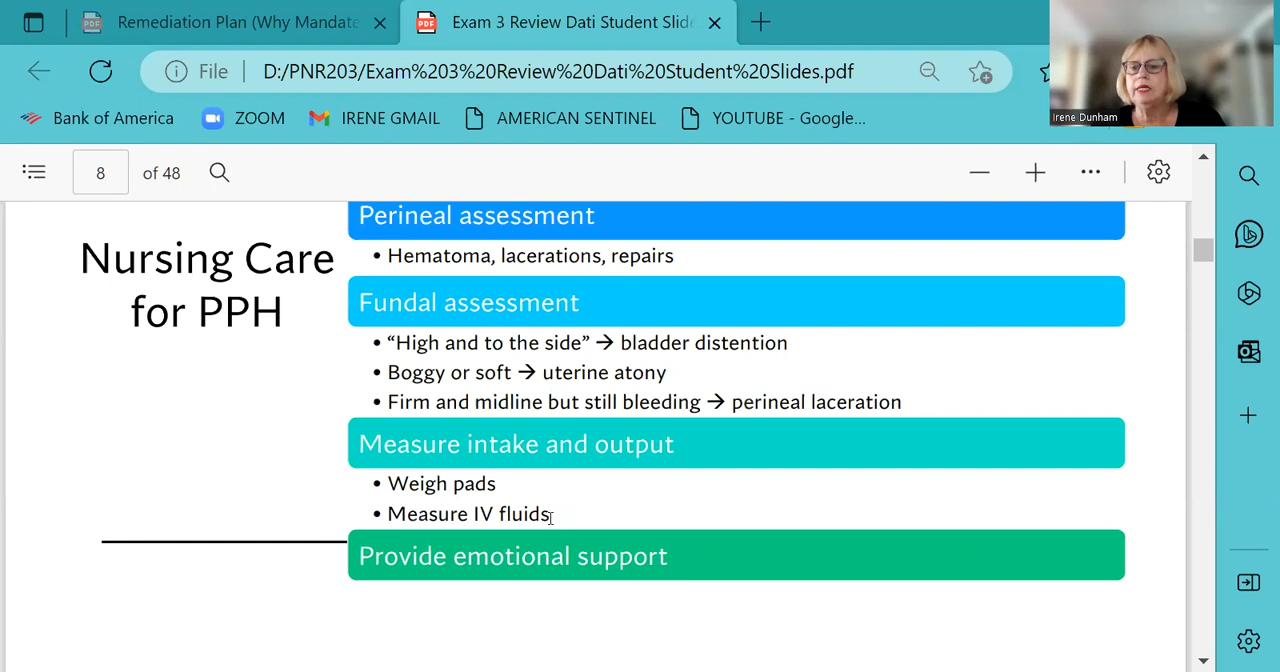 Remediation Plan (Why Mandate
Exam 3 Review Dati Student Slid
File
D:/PNR203/Exam%203%20Review%20Dati%20Student%20Slides.pdf
Bank of America
ZOOM
IRENE GMAIL
AMERICAN SENTINEL
YOUTUBE - Google...
Irene Dunham
8 of 48
Nursing Care
for PPH
Perineal assessment
• Hematoma, lacerations, repairs
Fundal assessment
• “High and to the side” → bladder distention
• Boggy or soft → uterine atony
• Firm and midline but still bleeding → perineal laceration
Measure intake and output
• Weigh pads
• Measure IV fluids
Provide emotional support